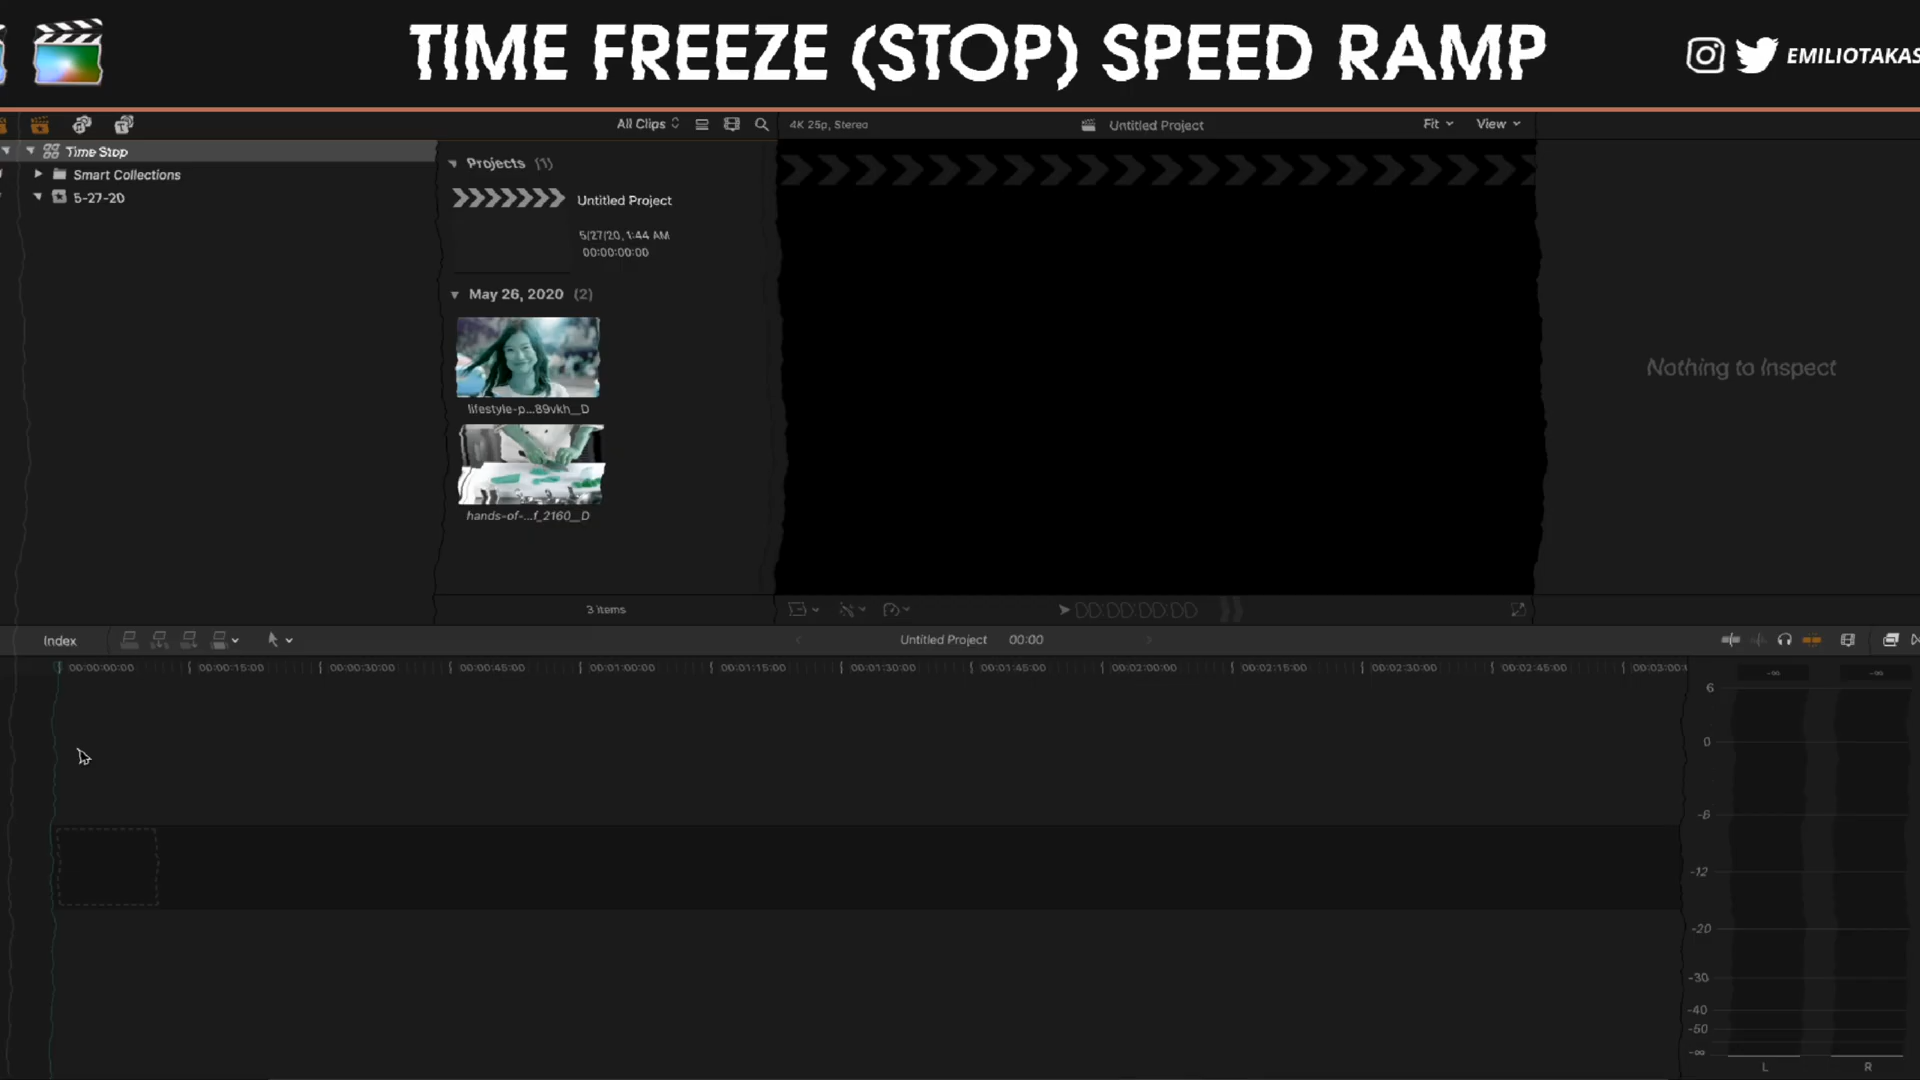 TIME FREEZE (STOP) SPEED RAMP
EMILIOTAKAS
All Clips
4K 25p, Stereo
Untitled Project
Fit
View
Time Stop
Smart Collections
5-27-20
Projects (1)
Untitled Project
5/27/20, 1:44 AM
00:00:00:00
May 26, 2020 (2)
lifestyle-p...89vkh__D
hands-of-...f_2160__D
Nothing to Inspect
3 items
Index
Untitled Project 00:00
00:00:00:00 00:00:15:00 00:00:30:00 00:00:45:00 00:01:00:00 00:01:15:00 00:01:30:00 00:01:45:00 00:02:00:00 00:02:15:00 00:02:30:00 00:02:45:00
-∞ -∞
6
0
-6
-12
-20
-30
-40
-50
-∞
L R